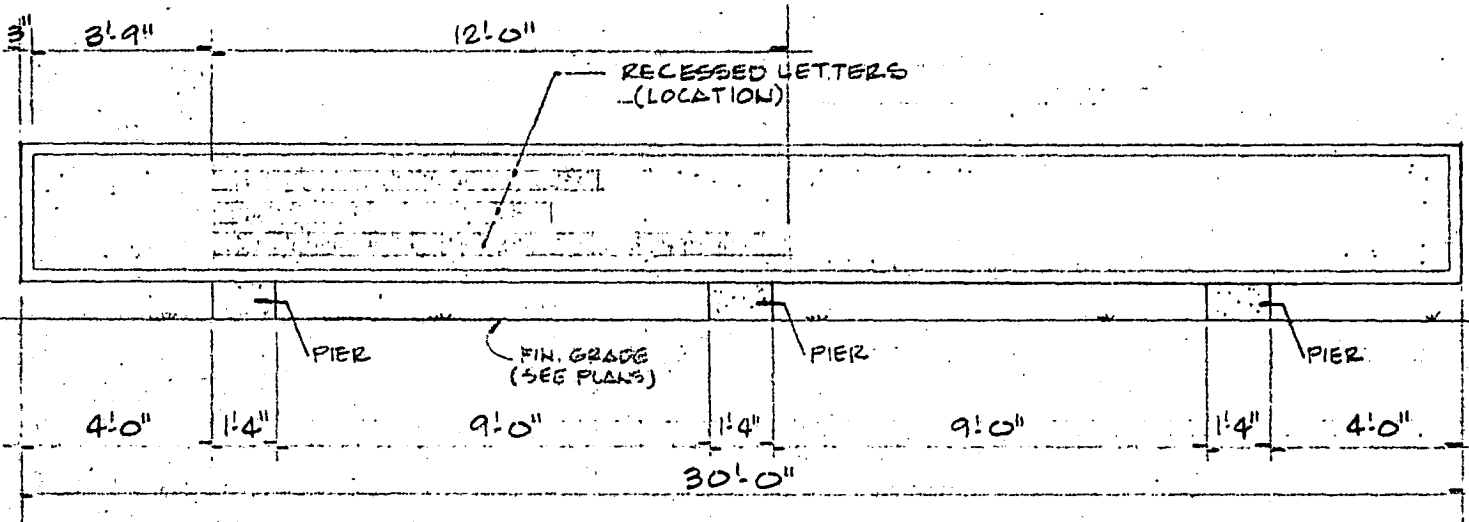 3" 3'-9" 12'-0"
RECESSED LETTERS
(LOCATION)
PIER
FIN. GRADE
(SEE PLANS)
PIER
PIER
4'-0" 1'-4" 9'-0" 1'-4" 9'-0" 1'-4" 4'-0"
30'-0"